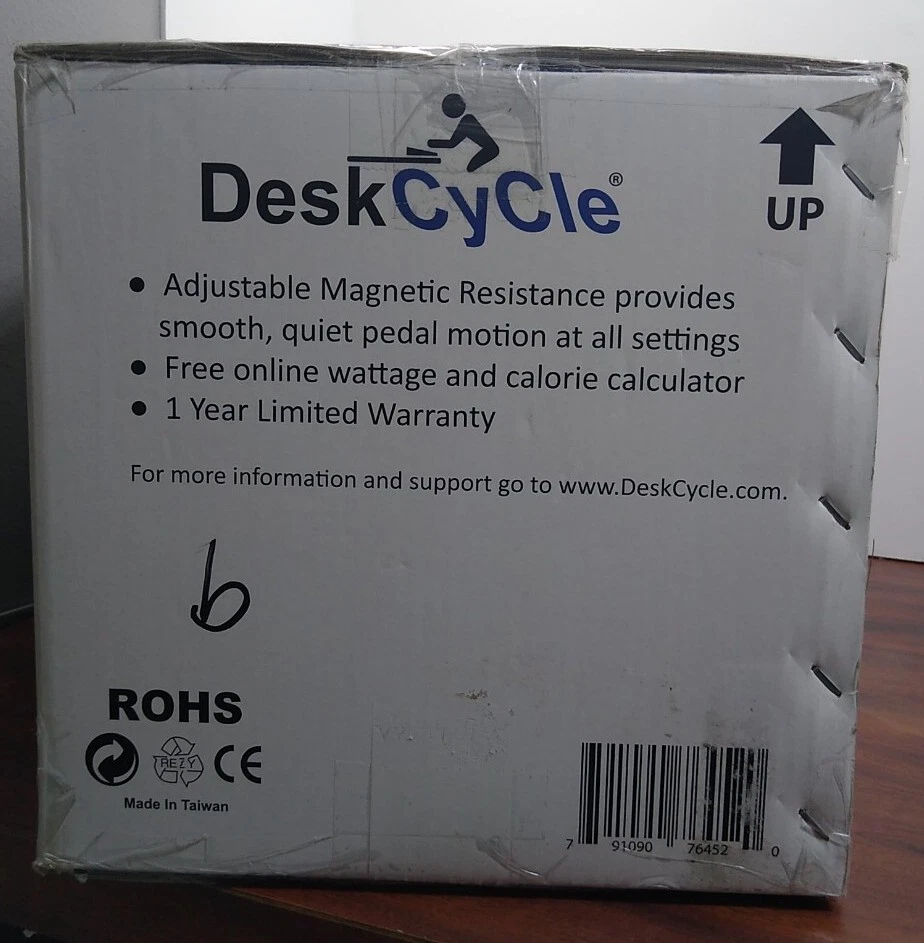 DeskCyCle®
UP
● Adjustable Magnetic Resistance provides
smooth, quiet pedal motion at all settings
● Free online wattage and calorie calculator
● 1 Year Limited Warranty
For more information and support go to www.DeskCycle.com.
b
ROHS
REZY CE
Made In Taiwan
7 91090 76452 0